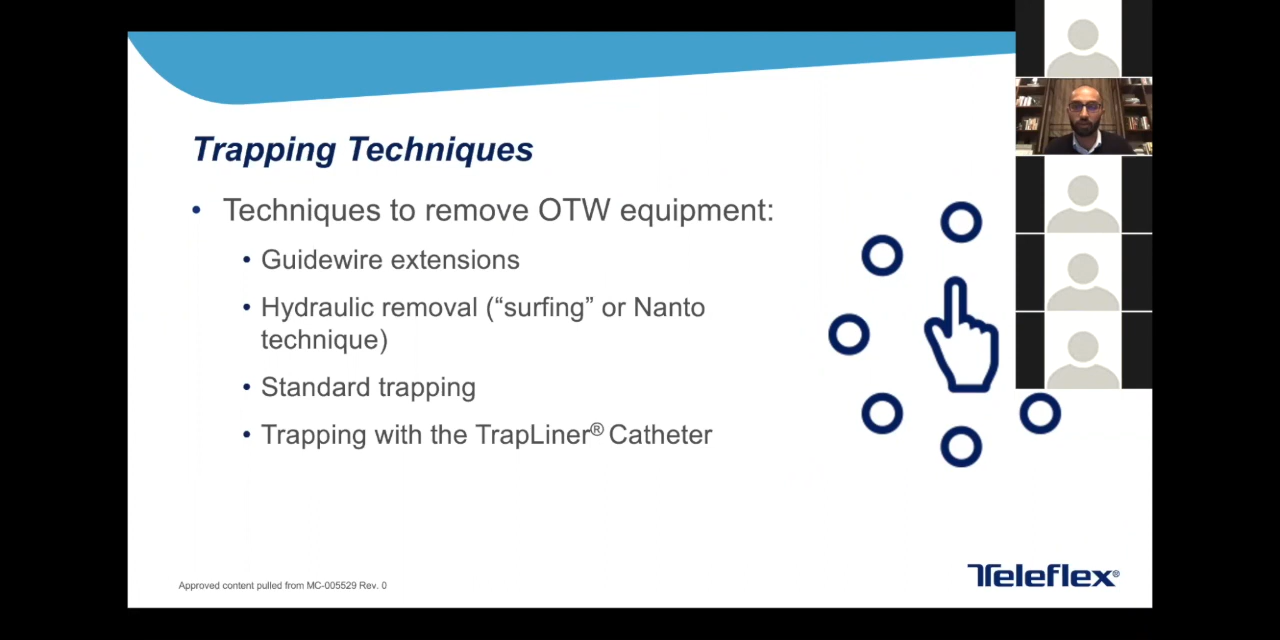 Trapping Techniques
• Techniques to remove OTW equipment:
• Guidewire extensions
• Hydraulic removal (“surfing” or Nanto
technique)
• Standard trapping
• Trapping with the TrapLiner® Catheter
Approved content pulled from MC-005529 Rev. 0
Teleflex®